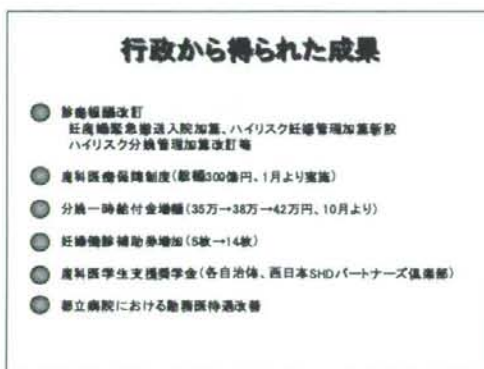 行政から得られた成果
診療報酬改訂
妊産婦緊急搬送入院加算、ハイリスク妊娠管理加算新設
ハイリスク分娩管理加算改訂等
産科医療保障制度(総額300億円、1月より実施)
分娩一時給付金増額(35万→38万→42万円、10月より)
妊婦健診補助券増加(5枚→14枚)
産科医学生支援奨学金(各自治体、西日本SHDパートナーズ倶楽部)
都立病院における勤務医待遇改善